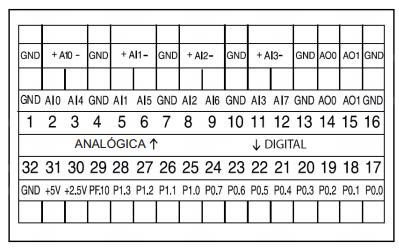 GND + AI0 - GND + AI1 - GND + AI2 - GND + AI3 - GND AO0 AO1 GND
GND AI0 AI4 GND AI1 AI5 GND AI2 AI6 GND AI3 AI7 GND AO0 AO1 GND
1 2 3 4 5 6 7 8 9 10 11 12 13 14 15 16
ANALÓGICA ↑ ↓ DIGITAL
32 31 30 29 28 27 26 25 24 23 22 21 20 19 18 17
GND +5V +2.5V PF.10 P1.3 P1.2 P1.1 P1.0 P0.7 P0.6 P0.5 P0.4 P0.3 P0.2 P0.1 P0.0